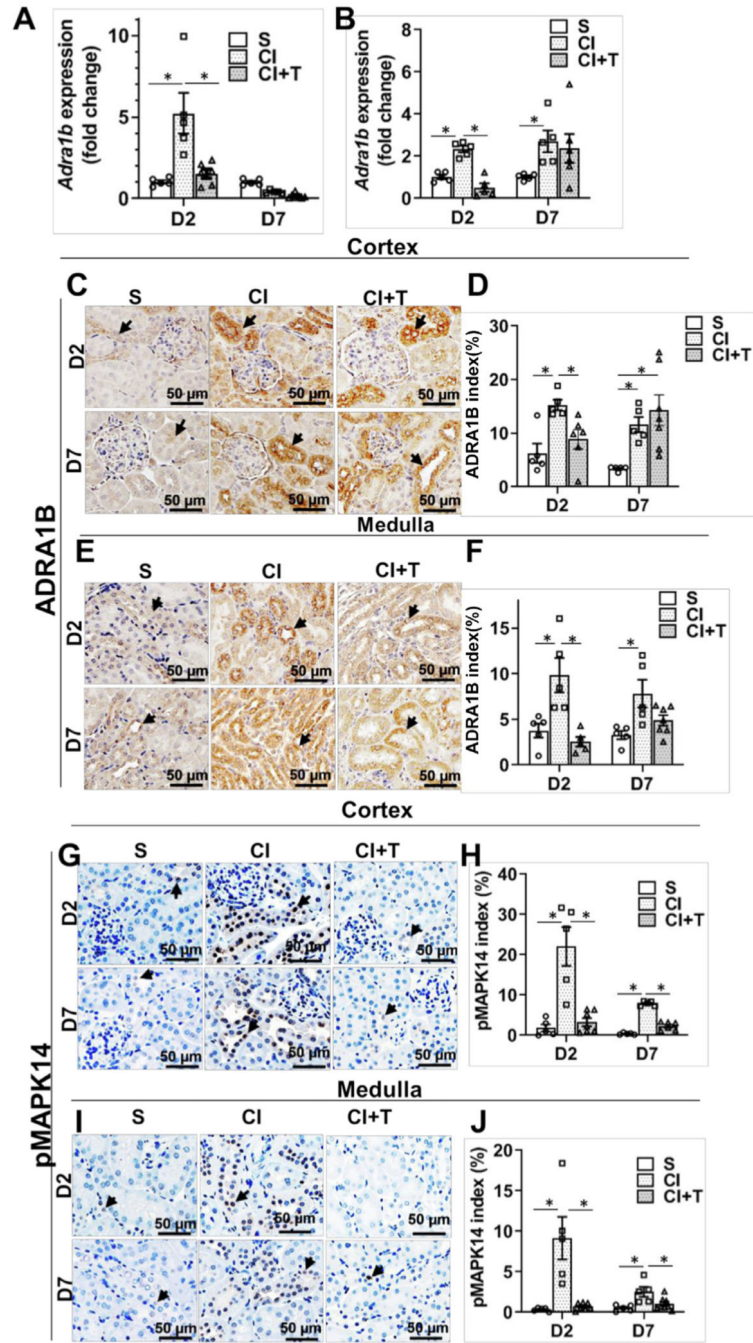 A
Adra1b expression
(fold change)
10
5
0
D2
D7
S
CI
CI+T
*
*
B
Adra1b expression
(fold change)
8
6
4
2
0
D2
D7
S
CI
CI+T
*
*
*
Cortex
ADRA1B
C
S
CI
CI+T
D2
50 µm
50 µm
50 µm
D7
50 µm
50 µm
50 µm
D
ADRA1B index(%)
30
20
10
0
D2
D7
S
CI
CI+T
*
*
*
*
Medulla
E
S
CI
CI+T
D2
50 µm
50 µm
50 µm
D7
50 µm
50 µm
50 µm
F
ADRA1B index(%)
15
10
5
0
D2
D7
S
CI
CI+T
*
*
*
Cortex
pMAPK14
G
S
CI
CI+T
D2
50 µm
50 µm
50 µm
D7
50 µm
50 µm
50 µm
H
pMAPK14 index (%)
40
30
20
10
0
D2
D7
S
CI
CI+T
*
*
*
*
Medulla
I
S
CI
CI+T
D2
50 µm
50 µm
50 µm
D7
50 µm
50 µm
50 µm
J
pMAPK14 index (%)
20
15
10
5
0
D2
D7
S
CI
CI+T
*
*
*
*